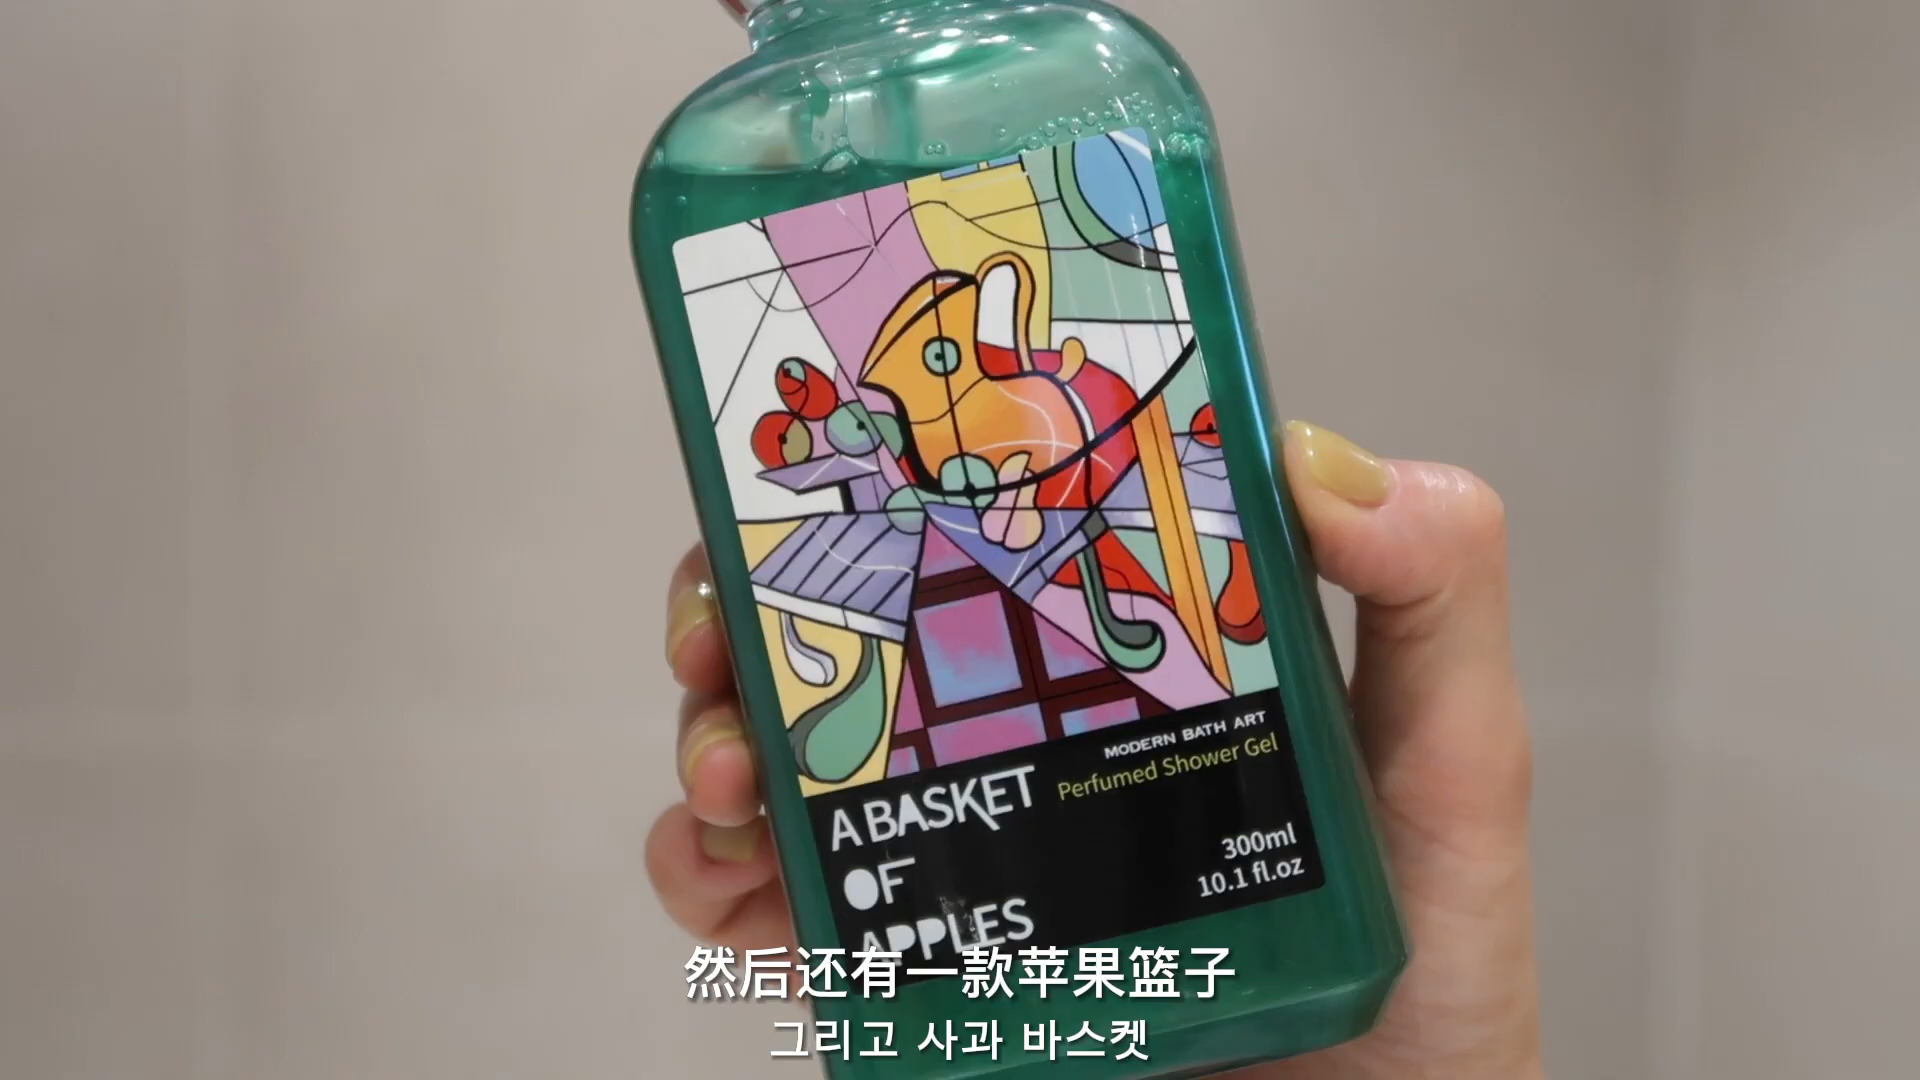 MODERN BATH ART
Perfumed Shower Gel
A BASKET
OF
APPLES
300ml
10.1 fl.oz
然后还有一款苹果篮子
그리고 사과 바스켓